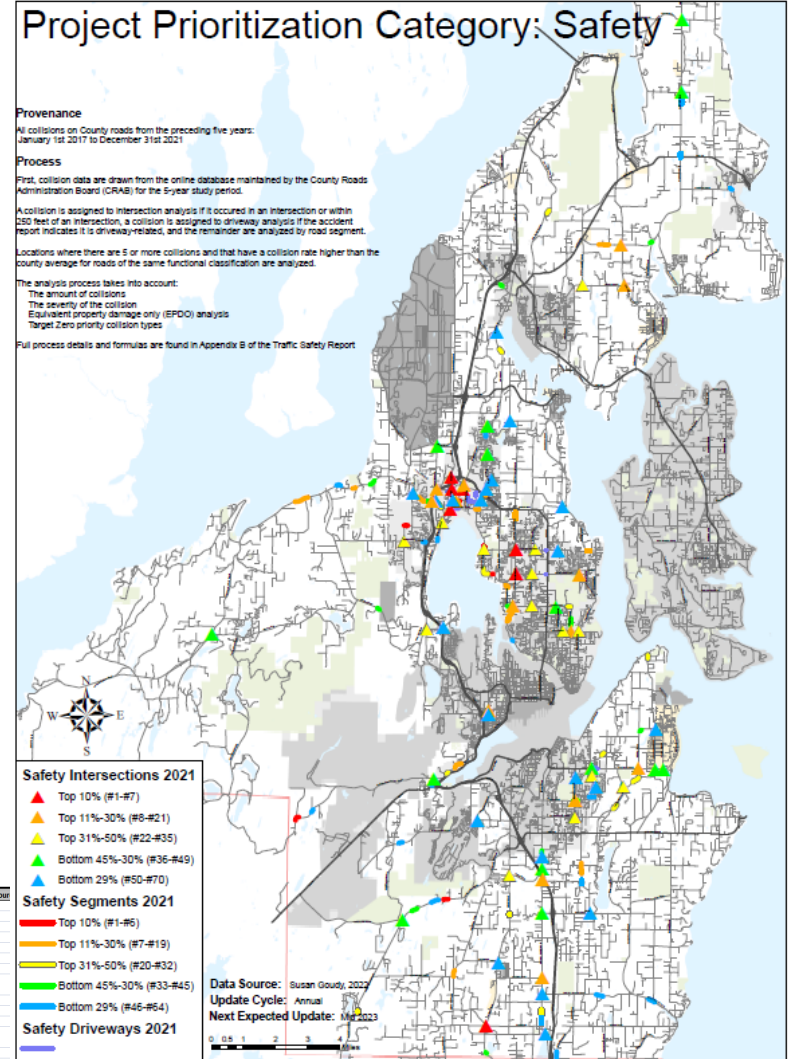 Project Prioritization Category: Safety
Provenance
All collisions on County roads from the preceding five years:
January 1st 2017 to December 31st 2021
Process
First, collision data are drawn from the online database maintained by the County Roads
Administration Board (CRAB) for the 5-year study period.
A collision is assigned to intersection analysis if it occured in an intersection or within
250 feet of an intersection, a collision is assigned to driveway analysis if the accident
report indicates it is driveway-related, and the remainder are analyzed by road segment.
Locations where there are 5 or more collisions and that have a collision rate higher than the
county average for roads of the same functional classification are analyzed.
The analysis process takes into account:
The amount of collisions
The severity of the collision
Equivalent property damage only (EPDO) analysis
Target Zero priority collision types
Full process details and formulas are found in Appendix B of the Traffic Safety Report
N
W E
S
Safety Intersections 2021
Top 10% (#1-#7)
Top 11%-30% (#8-#21)
Top 31%-50% (#22-#35)
Bottom 45%-30% (#36-#49)
Bottom 29% (#50-#70)
Safety Segments 2021
Top 10% (#1-#6)
Top 11%-30% (#7-#19)
Top 31%-50% (#20-#32)
Bottom 45%-30% (#33-#45)
Bottom 29% (#46-#64)
Safety Driveways 2021
Data Source: Susan Goudy, 2022
Update Cycle: Annual
Next Expected Update: Mid 2023
0 0.5 1 2 3 4